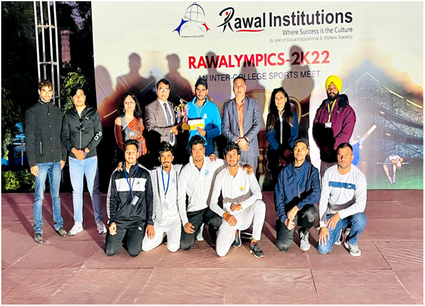 Rawal Institutions
Where Success is the Culture
RAWALYMPICS-2K22
AN INTER-COLLEGE SPORTS MEET